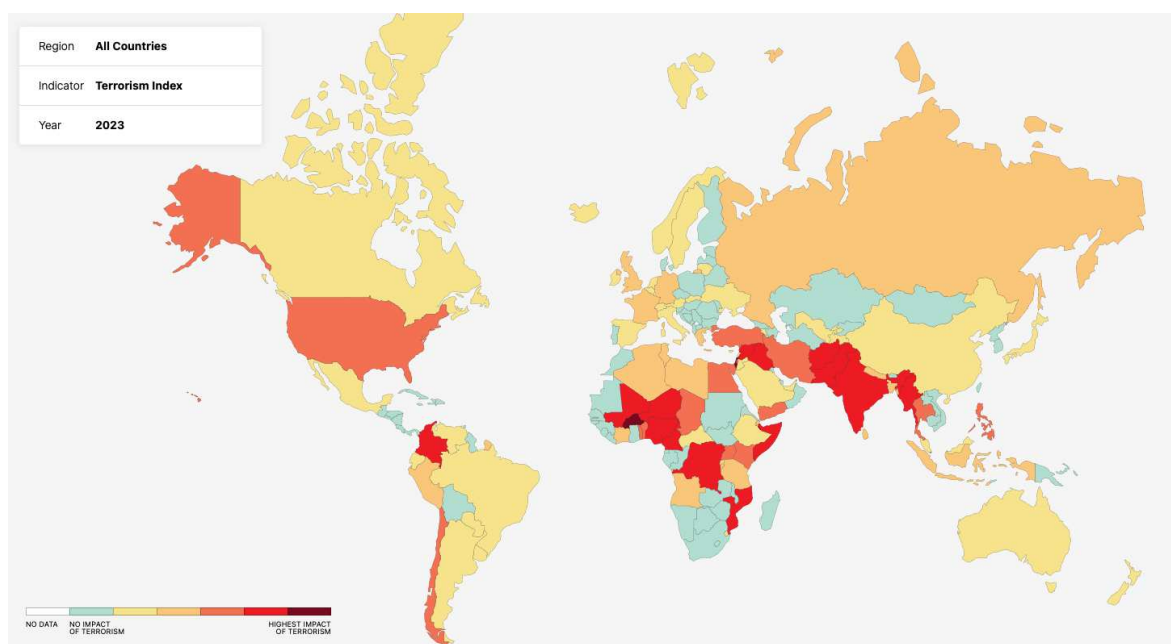 Region All Countries
Indicator Terrorism Index
Year 2023
NO DATA
NO IMPACT
OF TERRORISM
HIGHEST IMPACT
OF TERRORISM